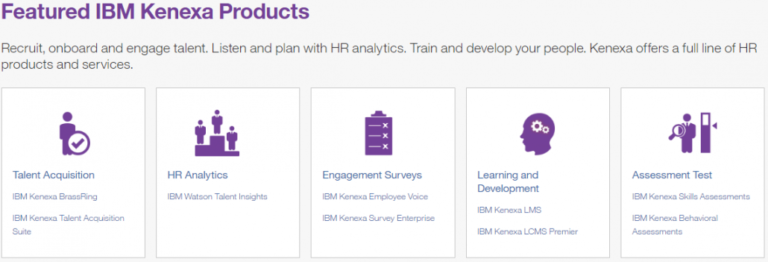 Featured IBM Kenexa Products
Recruit, onboard and engage talent. Listen and plan with HR analytics. Train and develop your people. Kenexa offers a full line of HR
products and services.
Talent Acquisition
IBM Kenexa BrassRing
IBM Kenexa Talent Acquisition
Suite
HR Analytics
IBM Watson Talent Insights
Engagement Surveys
IBM Kenexa Employee Voice
IBM Kenexa Survey Enterprise
Learning and
Development
IBM Kenexa LMS
IBM Kenexa LCMS Premier
Assessment Test
IBM Kenexa Skills Assessments
IBM Kenexa Behavioral
Assessments